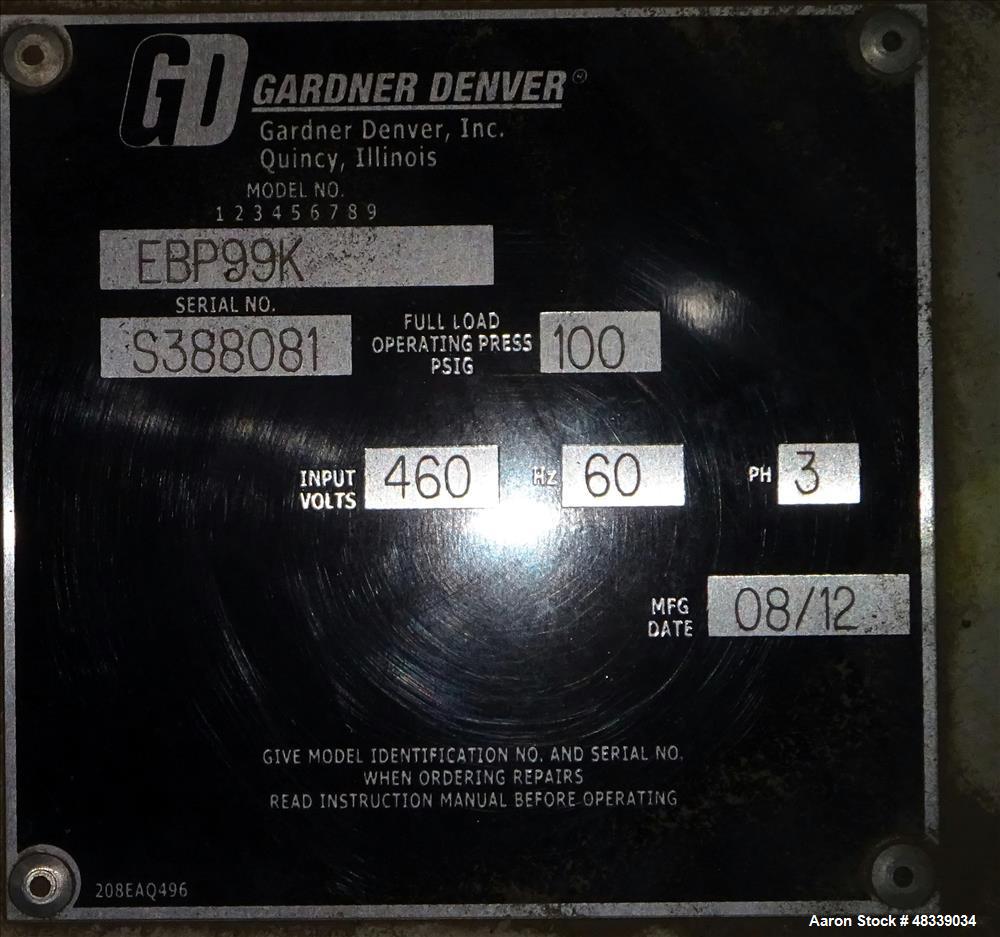 GD GARDNER DENVER®
Gardner Denver, Inc.
Quincy, Illinois
MODEL NO.
1 2 3 4 5 6 7 8 9
EBP99K
SERIAL NO.
S388081
FULL LOAD
OPERATING PRESS
PSIG
100
INPUT
VOLTS
460
Hz
60
PH
3
MFG
DATE
08/12
GIVE MODEL IDENTIFICATION NO. AND SERIAL NO.
WHEN ORDERING REPAIRS
READ INSTRUCTION MANUAL BEFORE OPERATING
208EAQ496
Aaron Stock # 48339034